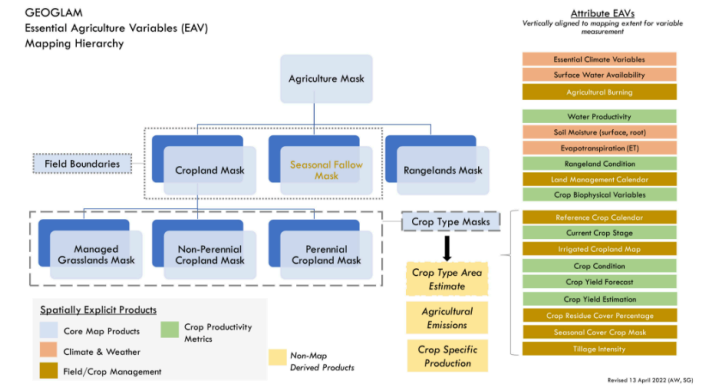 GEOGLAM
Essential Agriculture Variables (EAV)
Mapping Hierarchy
Attribute EAVs
Vertically aligned to mapping extent for variable
measurement
Agriculture Mask
Field Boundaries
Cropland Mask
Seasonal Fallow
Mask
Rangelands Mask
Managed
Grasslands Mask
Non-Perennial
Cropland Mask
Perennial
Cropland Mask
Crop Type Masks
Crop Type Area
Estimate
Agricultural
Emissions
Crop Specific
Production
Essential Climate Variables
Surface Water Availability
Agricultural Burning
Water Productivity
Soil Moisture (surface, root)
Evapotranspiration (ET)
Rangeland Condition
Land Management Calendar
Crop Biophysical Variables
Reference Crop Calendar
Current Crop Stage
Irrigated Cropland Map
Crop Condition
Crop Yield Forecast
Crop Yield Estimation
Crop Residue Cover Percentage
Seasonal Cover Crop Mask
Tillage Intensity
Spatially Explicit Products
Core Map Products
Climate & Weather
Field/Crop Management
Crop Productivity
Metrics
Non-Map
Derived Products
Revised 13 April 2022 (AW, SG)